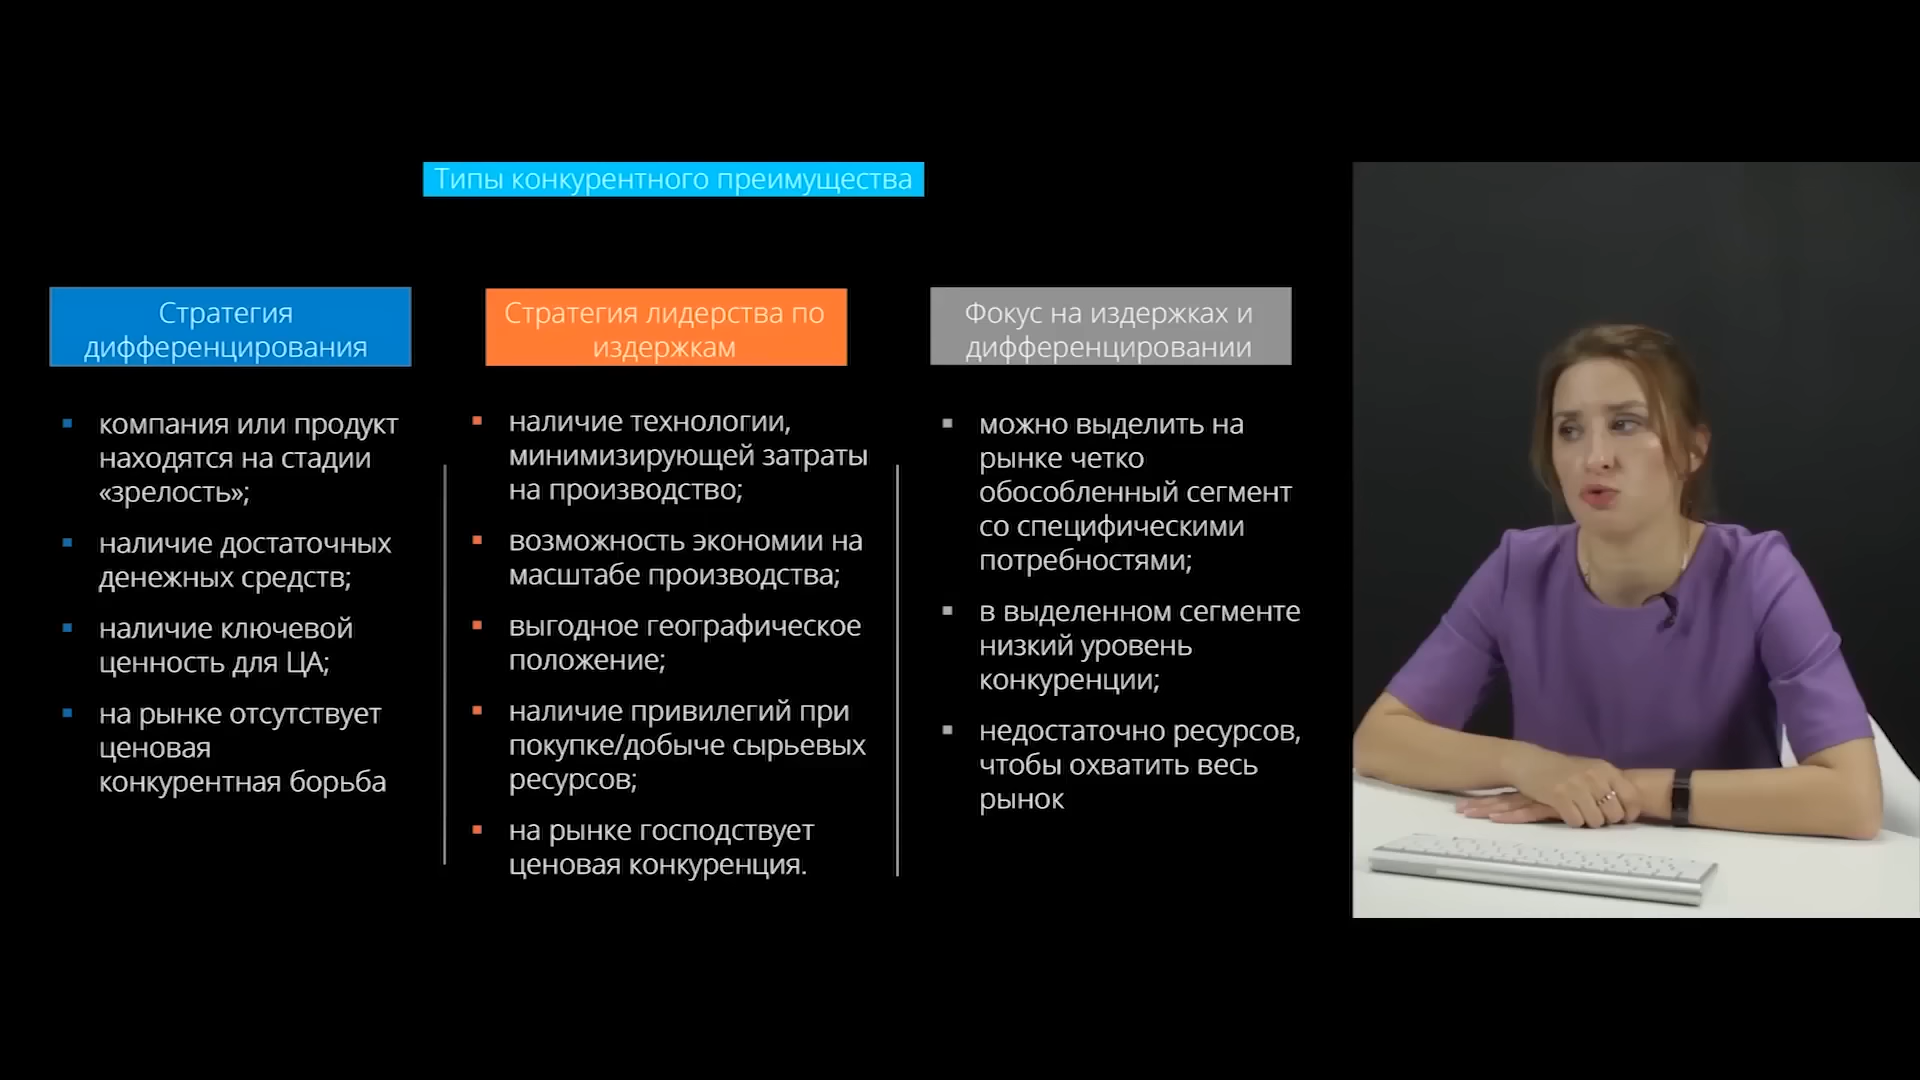 Типы конкурентного преимущества
Стратегия
дифференцирования
компания или продукт
находятся на стадии
«зрелость»;
наличие достаточных
денежных средств;
наличие ключевой
ценность для ЦА;
на рынке отсутствует
ценовая
конкурентная борьба
Стратегия лидерства по
издержкам
наличие технологии,
минимизирующей затраты
на производство;
возможность экономии на
масштабе производства;
выгодное географическое
положение;
наличие привилегий при
покупке/добыче сырьевых
ресурсов;
на рынке господствует
ценовая конкуренция.
Фокус на издержках и
дифференцировании
можно выделить на
рынке четко
обособленный сегмент
со специфическими
потребностями;
в выделенном сегменте
низкий уровень
конкуренции;
недостаточно ресурсов,
чтобы охватить весь
рынок